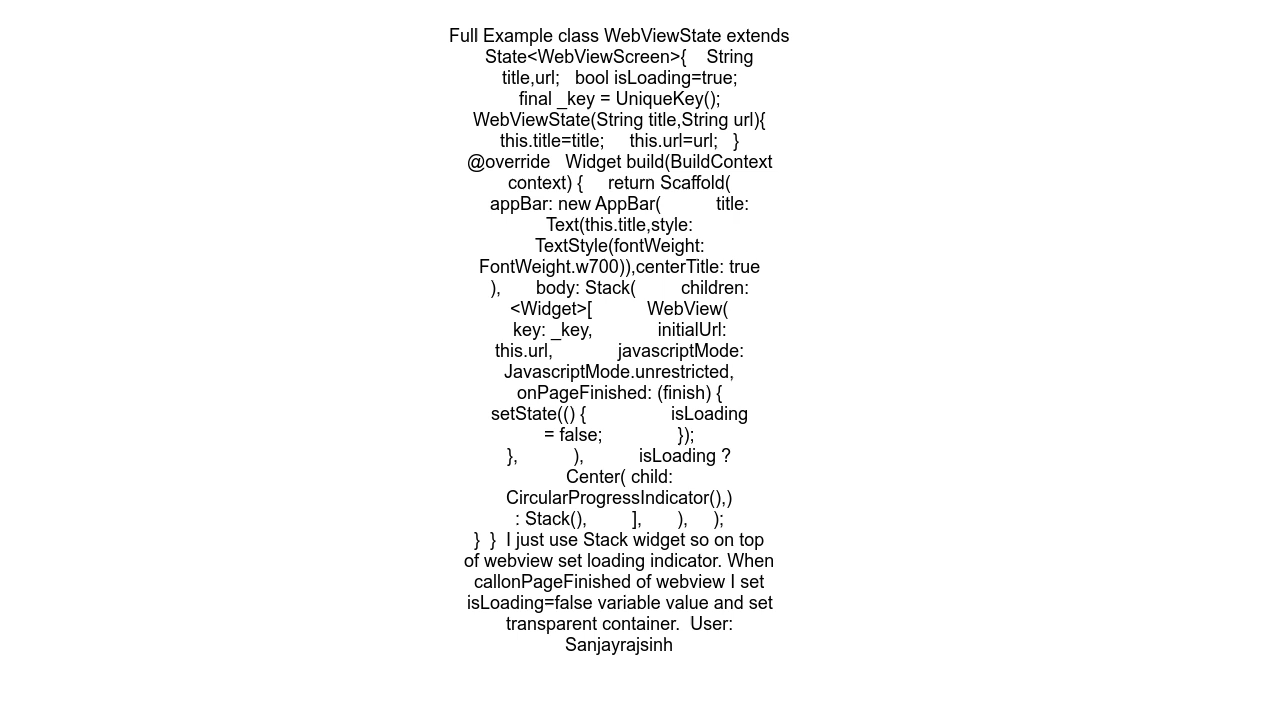 Full Example class WebViewState extends
State<WebViewScreen>{    String
title,url;   bool isLoading=true;
final _key = UniqueKey();
WebViewState(String title,String url){
this.title=title;     this.url=url;   }
@override   Widget build(BuildContext
context) {     return Scaffold(
appBar: new AppBar(           title:
Text(this.title,style:
TextStyle(fontWeight:
FontWeight.w700)),centerTitle: true
),       body: Stack(         children:
<Widget>[           WebView(
key: _key,             initialUrl:
this.url,             javascriptMode:
JavascriptMode.unrestricted,
onPageFinished: (finish) {
setState(() {                 isLoading
= false;               });
},           ),           isLoading ?
Center( child:
CircularProgressIndicator(),)
: Stack(),         ],       ),     );
}  }  I just use Stack widget so on top
of webview set loading indicator. When
callonPageFinished of webview I set
isLoading=false variable value and set
transparent container.  User:
Sanjayrajsinh